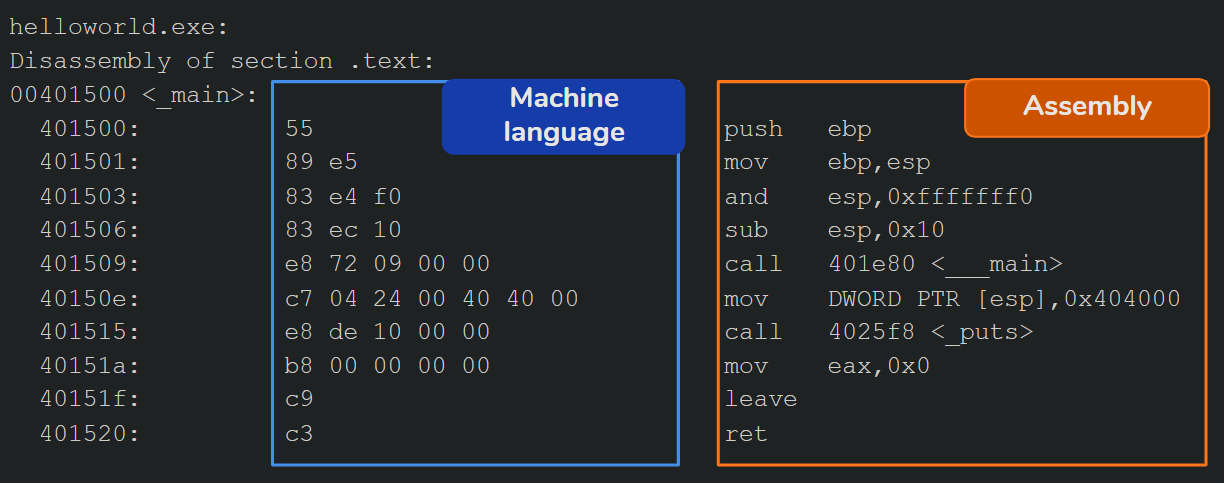 helloworld.exe:
Disassembly of section .text:
00401500 <_main>:
Machine
language
Assembly
401500: 55 push ebp
401501: 89 e5 mov ebp,esp
401503: 83 e4 f0 and esp,0xfffffff0
401506: 83 ec 10 sub esp,0x10
401509: e8 72 09 00 00 call 401e80 <___main>
40150e: c7 04 24 00 40 40 00 mov DWORD PTR [esp],0x404000
401515: e8 de 10 00 00 call 4025f8 <_puts>
40151a: b8 00 00 00 00 mov eax,0x0
40151f: c9 leave
401520: c3 ret